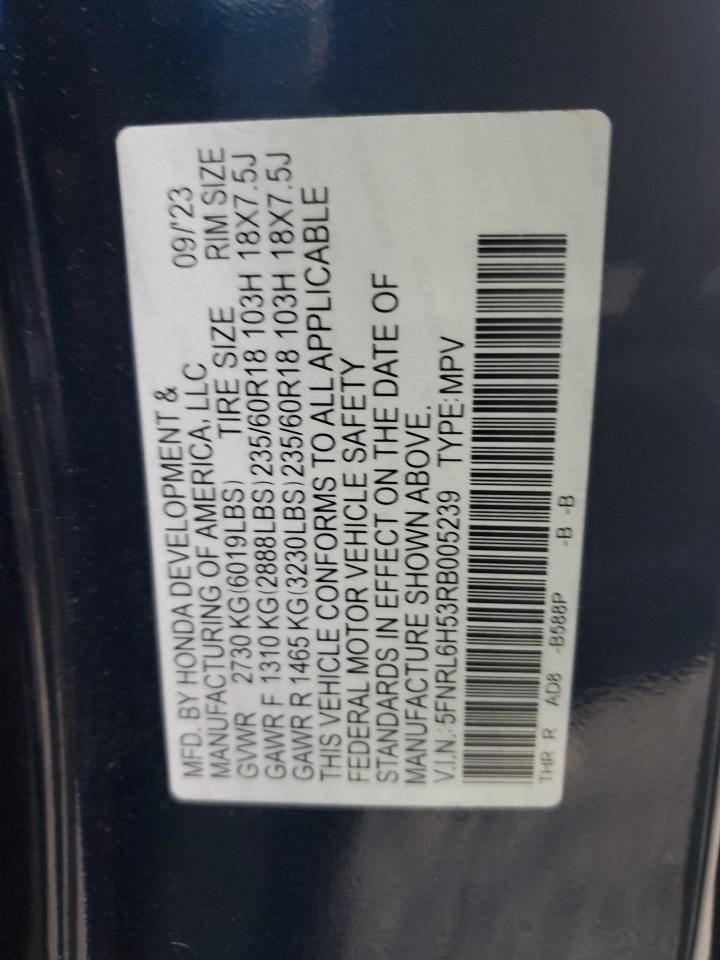 MFD. BY HONDA DEVELOPMENT &
MANUFACTURING OF AMERICA, LLC 09/'23
GVWR 2730 KG(6019LBS) TIRE SIZE RIM SIZE
GAWR F 1310 KG(2888LBS)235/60R18 103H 18X7.5J
GAWR R 1465 KG(3230LBS)235/60R18 103H 18X7.5J
THIS VEHICLE CONFORMS TO ALL APPLICABLE
FEDERAL MOTOR VEHICLE SAFETY
STANDARDS IN EFFECT ON THE DATE OF
MANUFACTURE SHOWN ABOVE.
V.I.N.:5FNRL6H53RB005239 TYPE:MPV
THR R AD8 -B588P -B -B